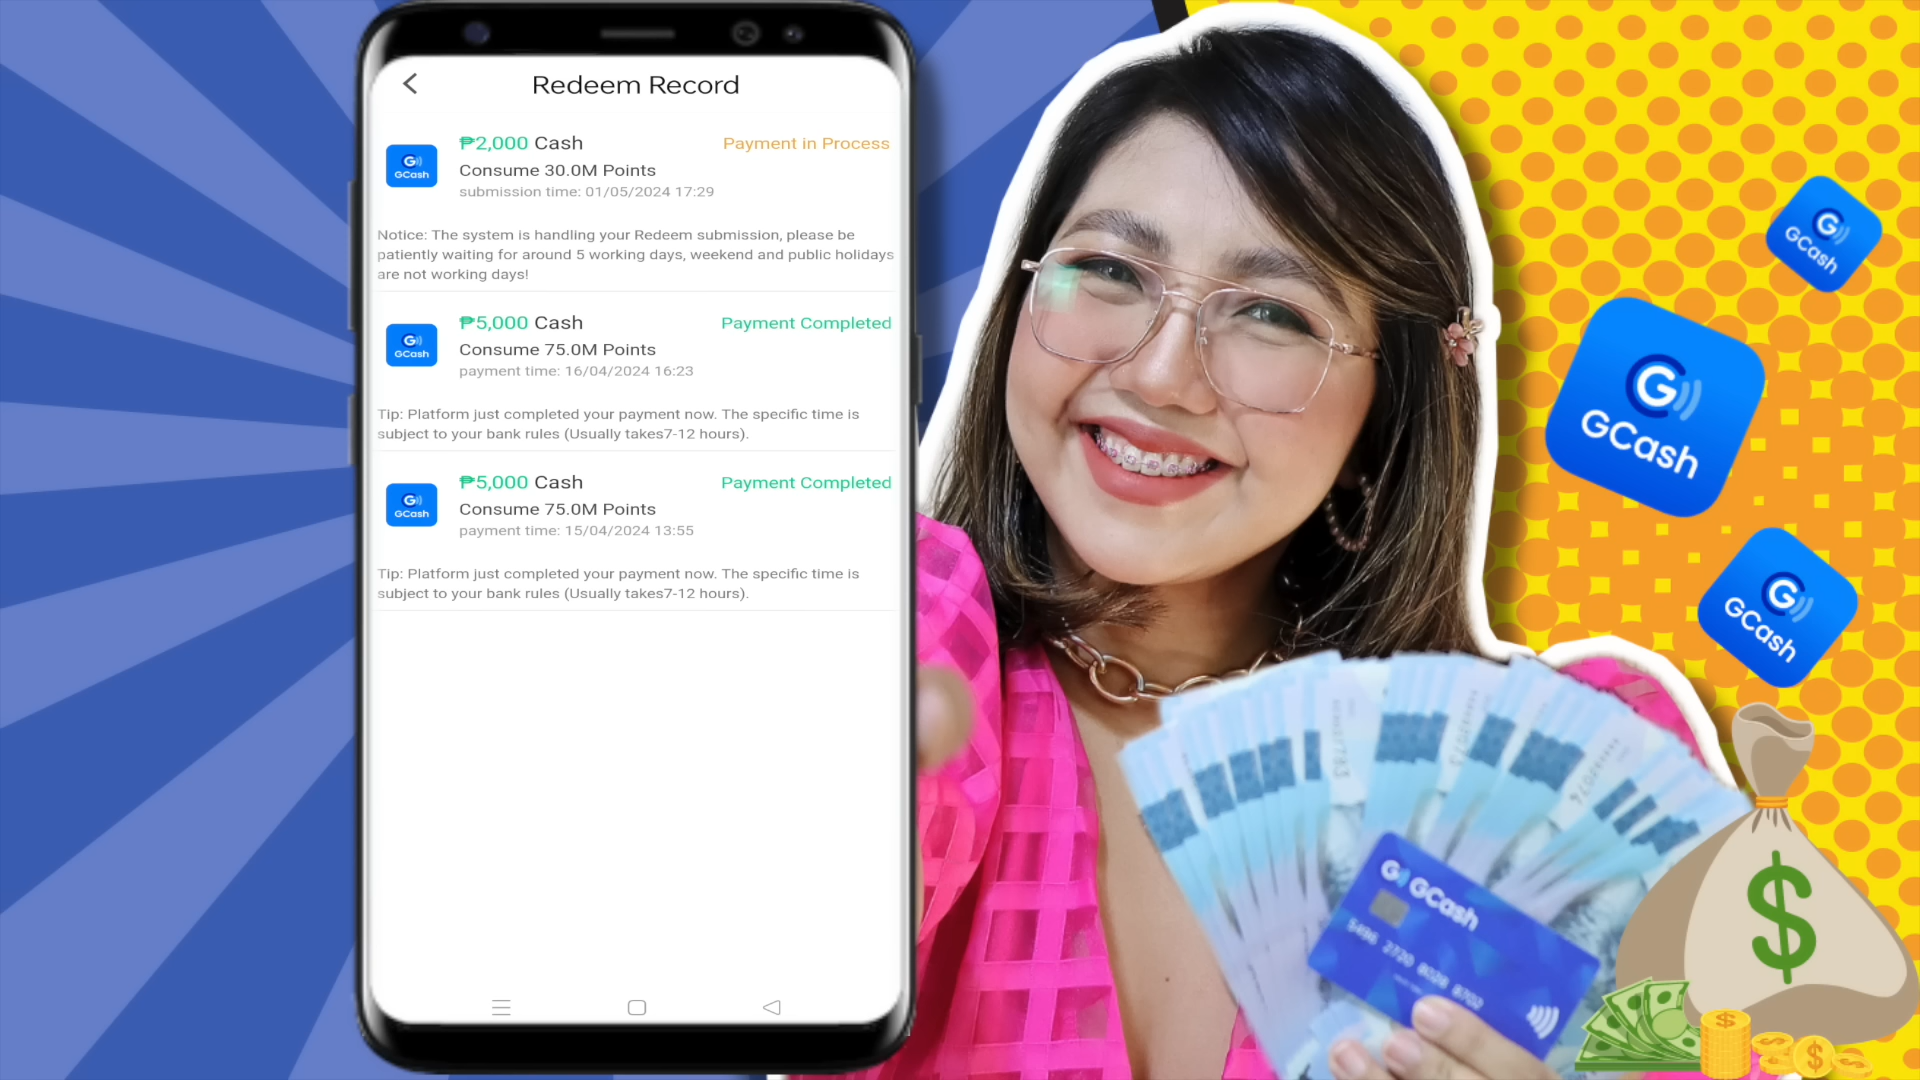 Redeem Record
₱2,000 Cash
Payment in Process
GCash
Consume 30.0M Points
submission time: 01/05/2024 17:29
Notice: The system is handling your Redeem submission, please be
patiently waiting for around 5 working days, weekend and public holidays
are not working days!
₱5,000 Cash
Payment Completed
GCash
Consume 75.0M Points
payment time: 16/04/2024 16:23
Tip: Platform just completed your payment now. The specific time is
subject to your bank rules (Usually takes7-12 hours).
₱5,000 Cash
Payment Completed
GCash
Consume 75.0M Points
payment time: 15/04/2024 13:55
Tip: Platform just completed your payment now. The specific time is
subject to your bank rules (Usually takes7-12 hours).
G
GCash
G
GCash
G
GCash
GCash
$